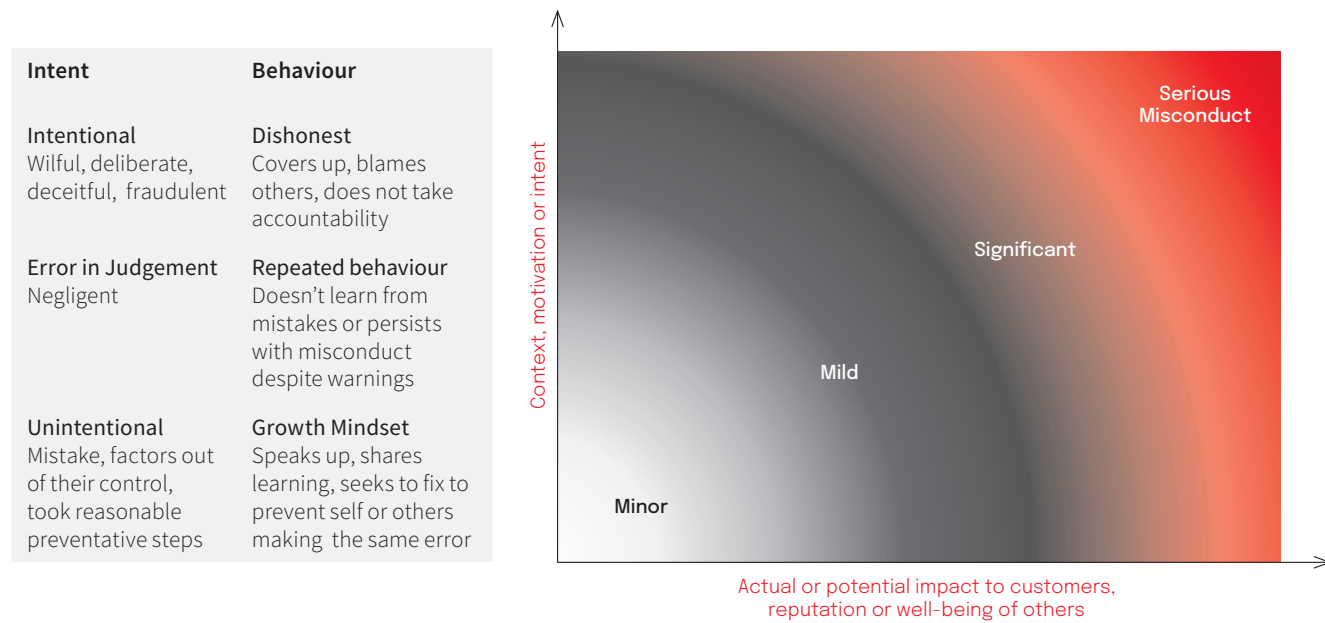 Intent
Behaviour
Intentional
Wilful, deliberate,
deceitful, fraudulent
Dishonest
Covers up, blames
others, does not take
accountability
Error in Judgement
Negligent
Repeated behaviour
Doesn’t learn from
mistakes or persists
with misconduct
despite warnings
Unintentional
Mistake, factors out
of their control,
took reasonable
preventative steps
Growth Mindset
Speaks up, shares
learning, seeks to fix to
prevent self or others
making the same error
Context, motivation or intent
Serious
Misconduct
Significant
Mild
Minor
Actual or potential impact to customers,
reputation or well-being of others